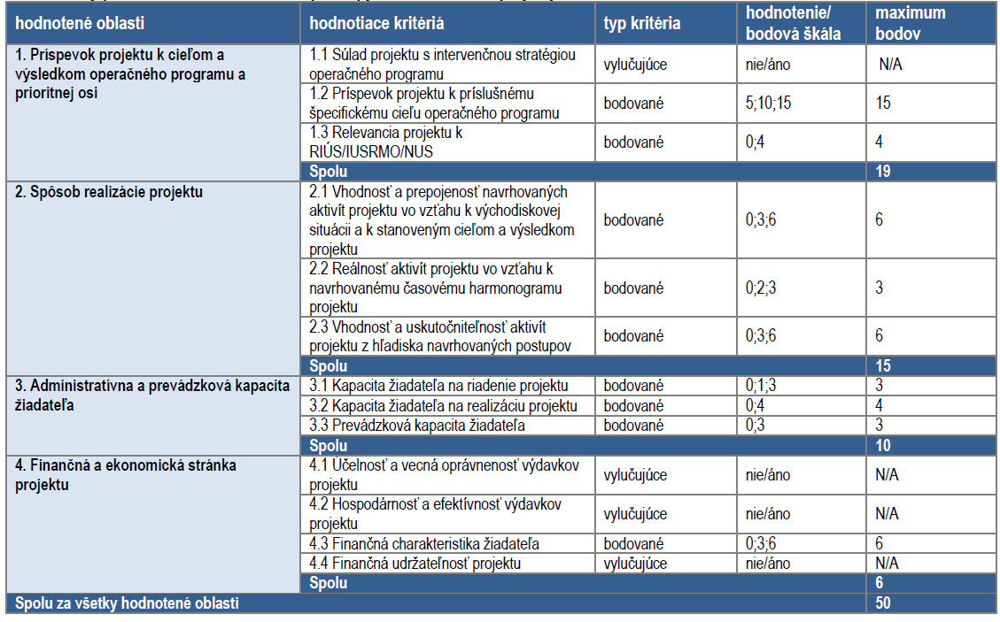 hodnotené oblasti hodnotiace kritériá typ kritéria hodnotenie/ bodová škála maximum bodov
1. Príspevok projektu k cieľom a
výsledkom operačného programu a
prioritnej osi
1.1 Súlad projektu s intervenčnou stratégiou
operačného programu
vylučujúce nie/áno N/A
1.2 Príspevok projektu k príslušnému
špecifickému cieľu operačného programu
bodované 5;10;15 15
1.3 Relevancia projektu k
RIÚS/IUSRMO/NUS
bodované 0;4 4
Spolu 19
2. Spôsob realizácie projektu
2.1 Vhodnosť a prepojenosť navrhovaných
aktivít projektu vo vzťahu k východiskovej
situácii a k stanoveným cieľom a výsledkom
projektu
bodované 0;3;6 6
2.2 Reálnosť aktivít projektu vo vzťahu k
navrhovanému časovému harmonogramu
projektu
bodované 0;2;3 3
2.3 Vhodnosť a uskutočniteľnosť aktivít
projektu z hľadiska navrhovaných postupov
bodované 0;3;6 6
Spolu 15
3. Administratívna a prevádzková kapacita
žiadateľa
3.1 Kapacita žiadateľa na riadenie projektu bodované 0;1;3 3
3.2 Kapacita žiadateľa na realizáciu projektu bodované 0;4 4
3.3 Prevádzková kapacita žiadateľa bodované 0;3 3
Spolu 10
4. Finančná a ekonomická stránka
projektu
4.1 Účelnosť a vecná oprávnenosť výdavkov
projektu
vylučujúce nie/áno N/A
4.2 Hospodárnosť a efektívnosť výdavkov
projektu
vylučujúce nie/áno N/A
4.3 Finančná charakteristika žiadateľa bodované 0;3;6 6
4.4 Finančná udržateľnosť projektu vylučujúce nie/áno N/A
Spolu 6
Spolu za všetky hodnotené oblasti 50